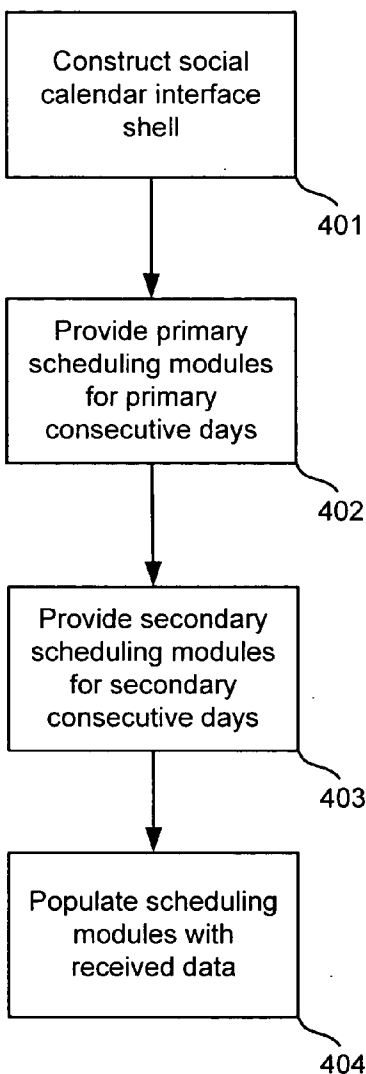 Construct social
calendar interface
shell
401
Provide primary
scheduling modules
for primary
consecutive days
402
Provide secondary
scheduling modules
for secondary
consecutive days
403
Populate scheduling
modules with
received data
404